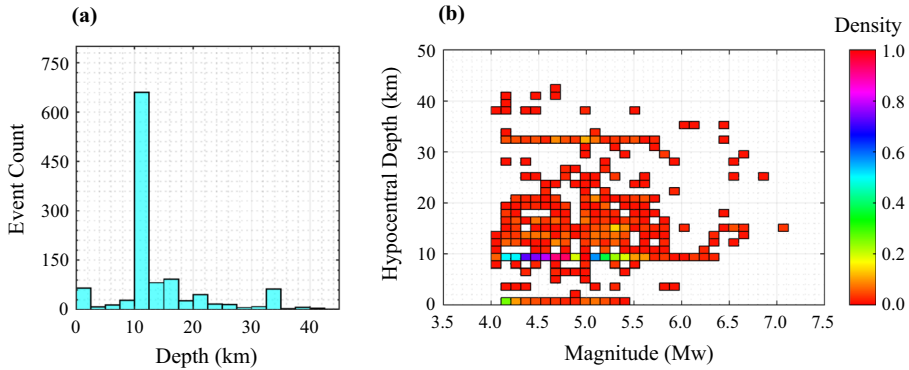 (a)
750
600
450
300
150
0
Event Count
0 10 20 30 40
Depth (km)
(b)
50
40
30
20
10
0
Hypocentral Depth (km)
3.5 4.0 4.5 5.0 5.5 6.0 6.5 7.0 7.5
Magnitude (Mw)
Density
1.0
0.8
0.6
0.4
0.2
0.0